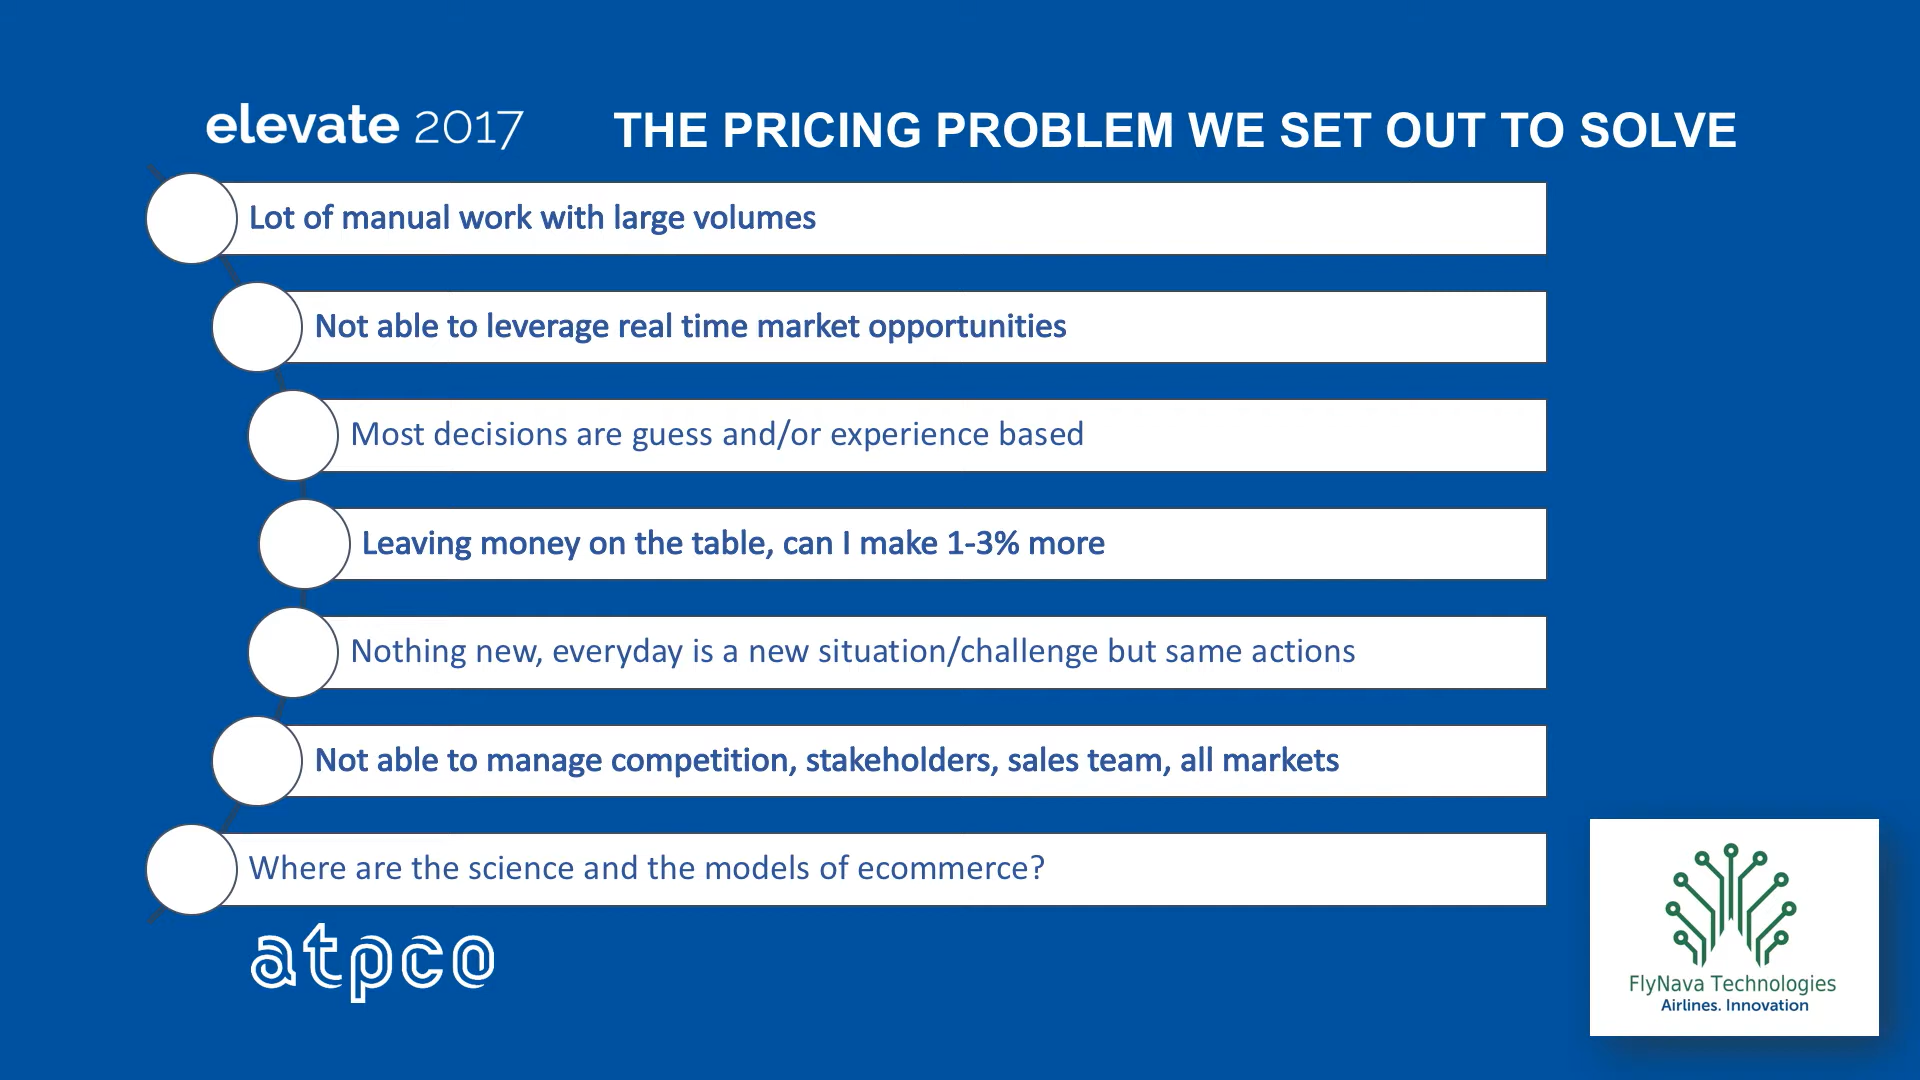 elevate 2017
THE PRICING PROBLEM WE SET OUT TO SOLVE
Lot of manual work with large volumes
Not able to leverage real time market opportunities
Most decisions are guess and/or experience based
Leaving money on the table, can I make 1-3% more
Nothing new, everyday is a new situation/challenge but same actions
Not able to manage competition, stakeholders, sales team, all markets
Where are the science and the models of ecommerce?
atpco
FlyNava Technologies
Airlines. Innovation